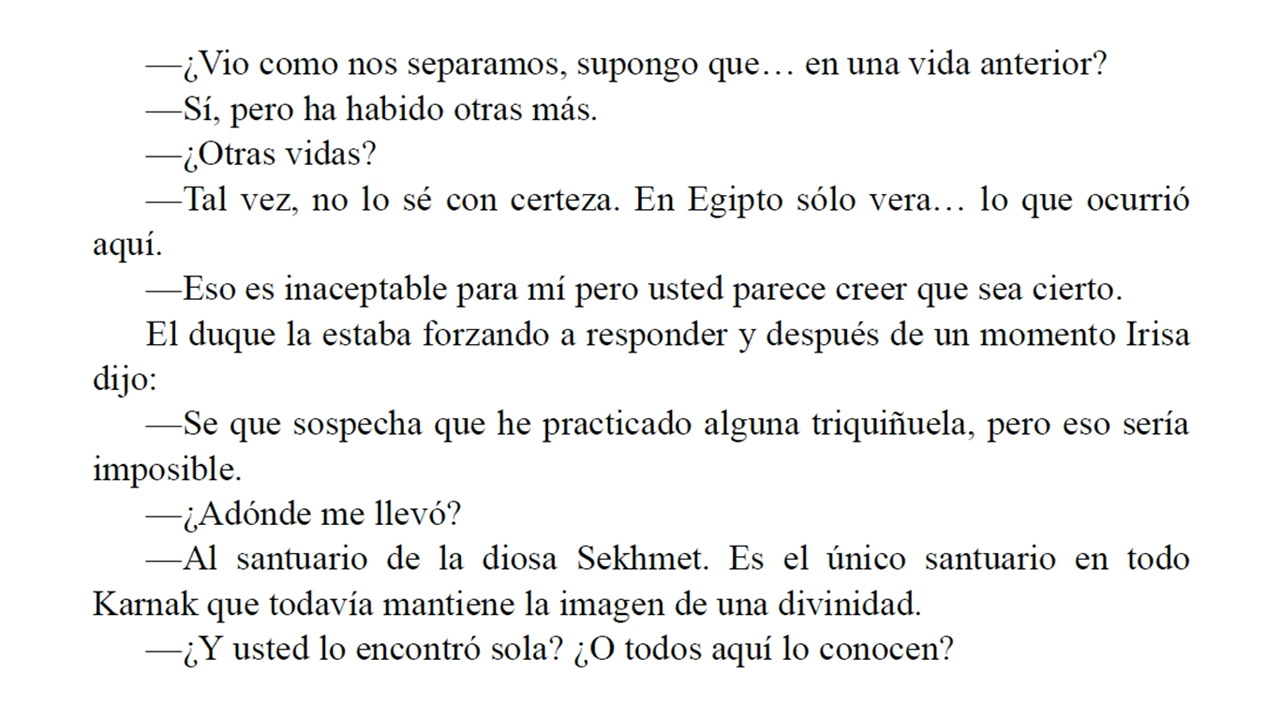 —¿Vio como nos separamos, supongo que… en una vida anterior?
—Sí, pero ha habido otras más.
—¿Otras vidas?
—Tal vez, no lo sé con certeza. En Egipto sólo vera… lo que ocurrió
aquí.
—Eso es inaceptable para mí pero usted parece creer que sea cierto.
El duque la estaba forzando a responder y después de un momento Irisa
dijo:
—Se que sospecha que he practicado alguna triquiñuela, pero eso sería
imposible.
—¿Adónde me llevó?
—Al santuario de la diosa Sekhmet. Es el único santuario en todo
Karnak que todavía mantiene la imagen de una divinidad.
—¿Y usted lo encontró sola? ¿O todos aquí lo conocen?